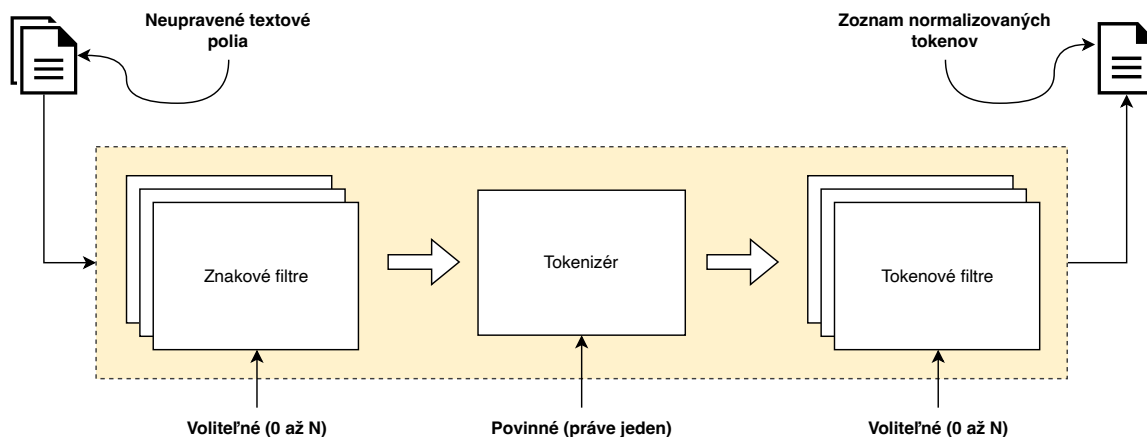 Neupravené textové
polia
Zoznam normalizovaných
tokenov
Znakové filtre
Tokenizér
Tokenové filtre
Voliteľné (0 až N)
Povinné (práve jeden)
Voliteľné (0 až N)